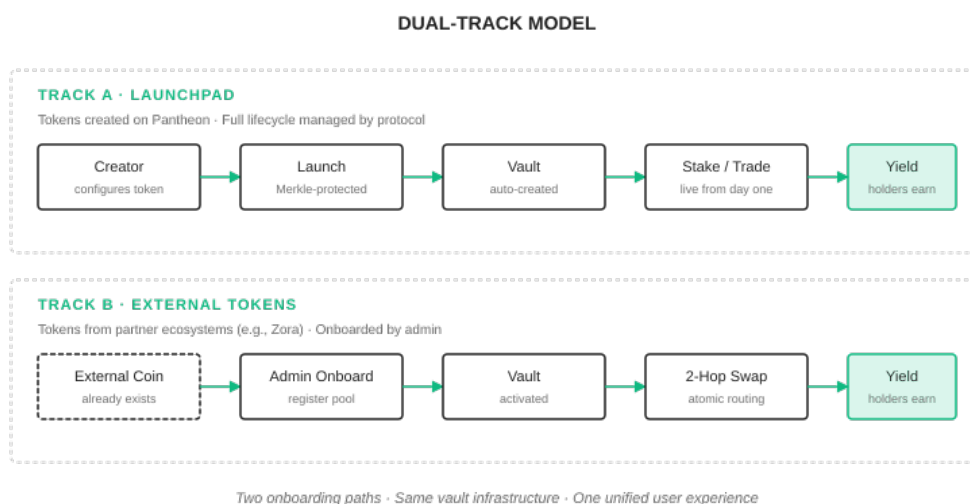 DUAL-TRACK MODEL
TRACK A · LAUNCHPAD
Tokens created on Pantheon · Full lifecycle managed by protocol
Creator
configures token
Launch
Merkle-protected
Vault
auto-created
Stake / Trade
live from day one
Yield
holders earn
TRACK B · EXTERNAL TOKENS
Tokens from partner ecosystems (e.g., Zora) · Onboarded by admin
External Coin
already exists
Admin Onboard
register pool
Vault
activated
2-Hop Swap
atomic routing
Yield
holders earn
Two onboarding paths · Same vault infrastructure · One unified user experience